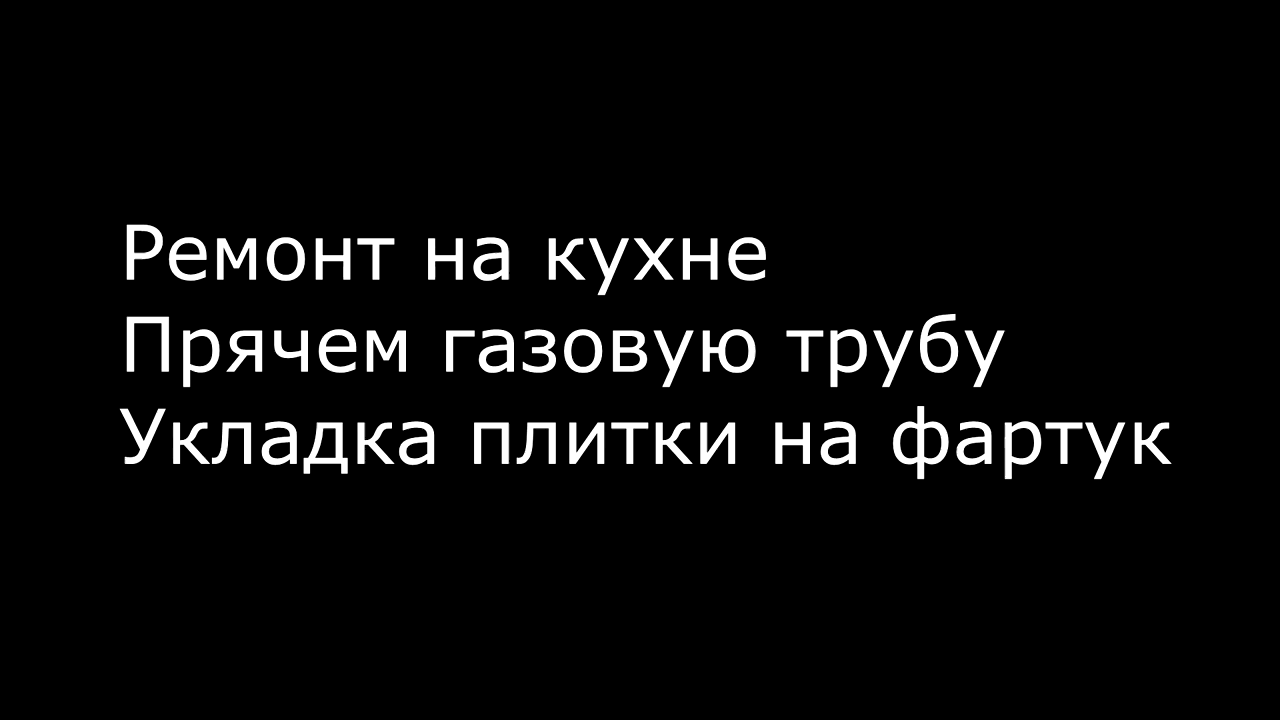 Ремонт на кухне
Прячем газовую трубу
Укладка плитки на фартук